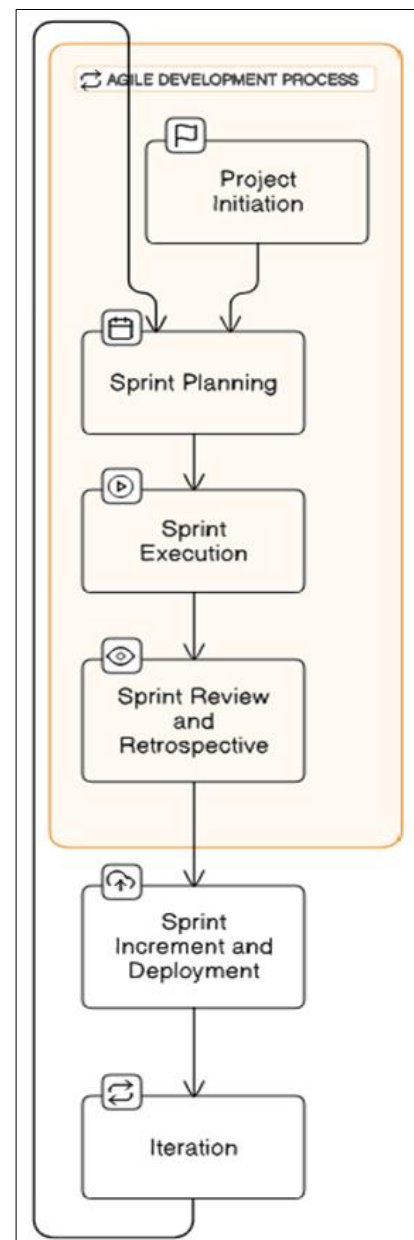 AGILE DEVELOPMENT PROCESS
Project
Initiation
Sprint Planning
Sprint
Execution
Sprint Review
and
Retrospective
Sprint
Increment and
Deployment
Iteration